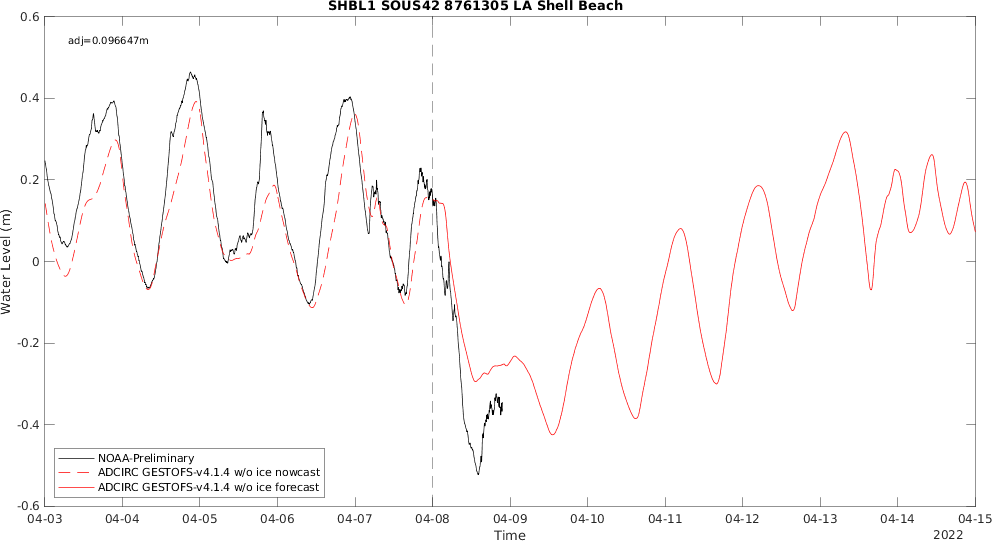 SHBL1 SOUS42 8761305 LA Shell Beach
adj=0.096647m
0.6
0.4
0.2
0
-0.2
-0.4
-0.6
Water Level (m)
NOAA-Preliminary
ADCIRC GESTOFS-v4.1.4 w/o ice nowcast
ADCIRC GESTOFS-v4.1.4 w/o ice forecast
04-03 04-04 04-05 04-06 04-07 04-08 04-09 04-10 04-11 04-12 04-13 04-14 04-15
Time
2022